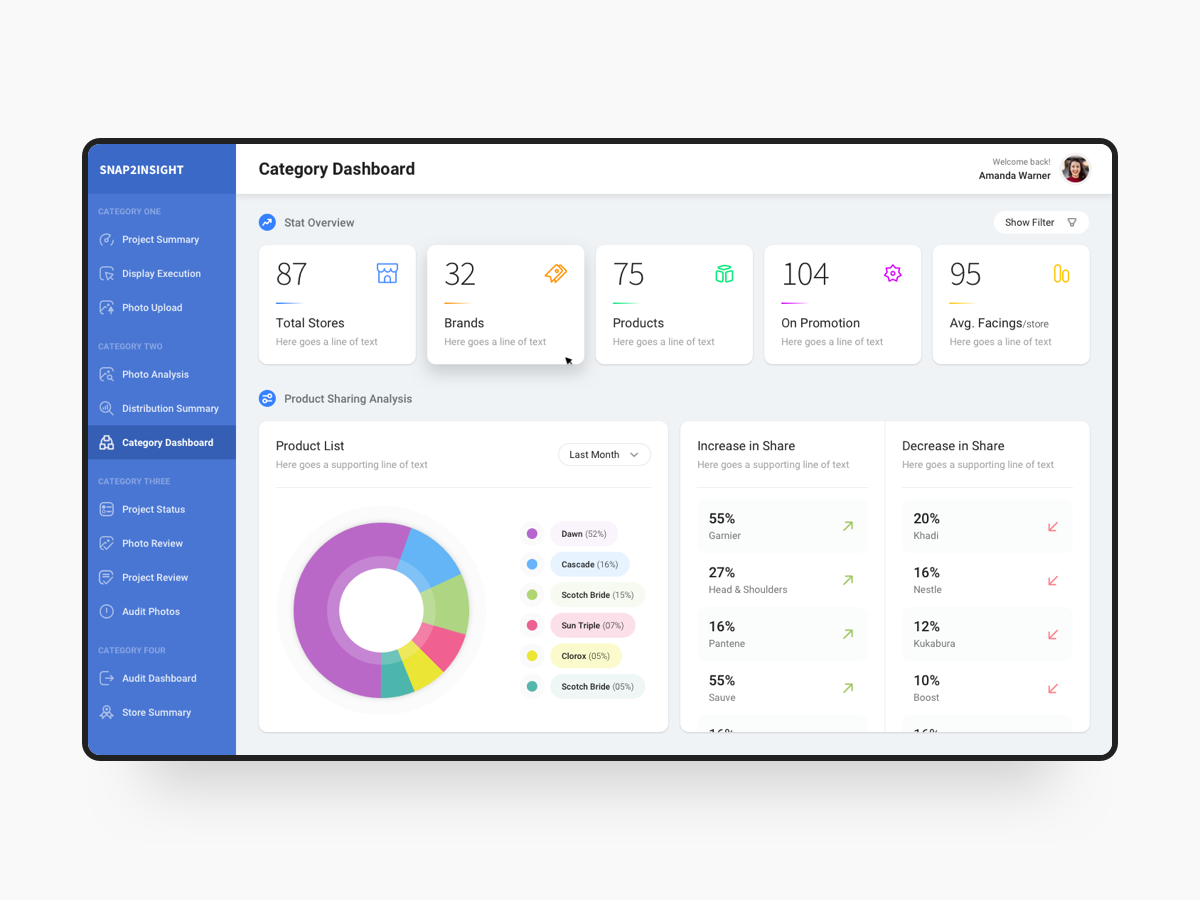 SNAP2INSIGHT
CATEGORY ONE
Project Summary
Display Execution
Photo Upload
CATEGORY TWO
Photo Analysis
Distribution Summary
Category Dashboard
CATEGORY THREE
Project Status
Photo Review
Project Review
Audit Photos
CATEGORY FOUR
Audit Dashboard
Store Summary
Category Dashboard
Welcome back!
Amanda Warner
Stat Overview
Show Filter
87
Total Stores
Here goes a line of text
32
Brands
Here goes a line of text
75
Products
Here goes a line of text
104
On Promotion
Here goes a line of text
95
Avg. Facings/store
Here goes a line of text
Product Sharing Analysis
Product List
Here goes a supporting line of text
Last Month
Dawn (52%)
Cascade (16%)
Scotch Bride (15%)
Sun Triple (07%)
Clorox (05%)
Scotch Bride (05%)
Increase in Share
Here goes a supporting line of text
55%
Garnier
27%
Head & Shoulders
16%
Pantene
55%
Sauve
Decrease in Share
Here goes a supporting line of text
20%
Khadi
16%
Nestle
12%
Kukabura
10%
Boost